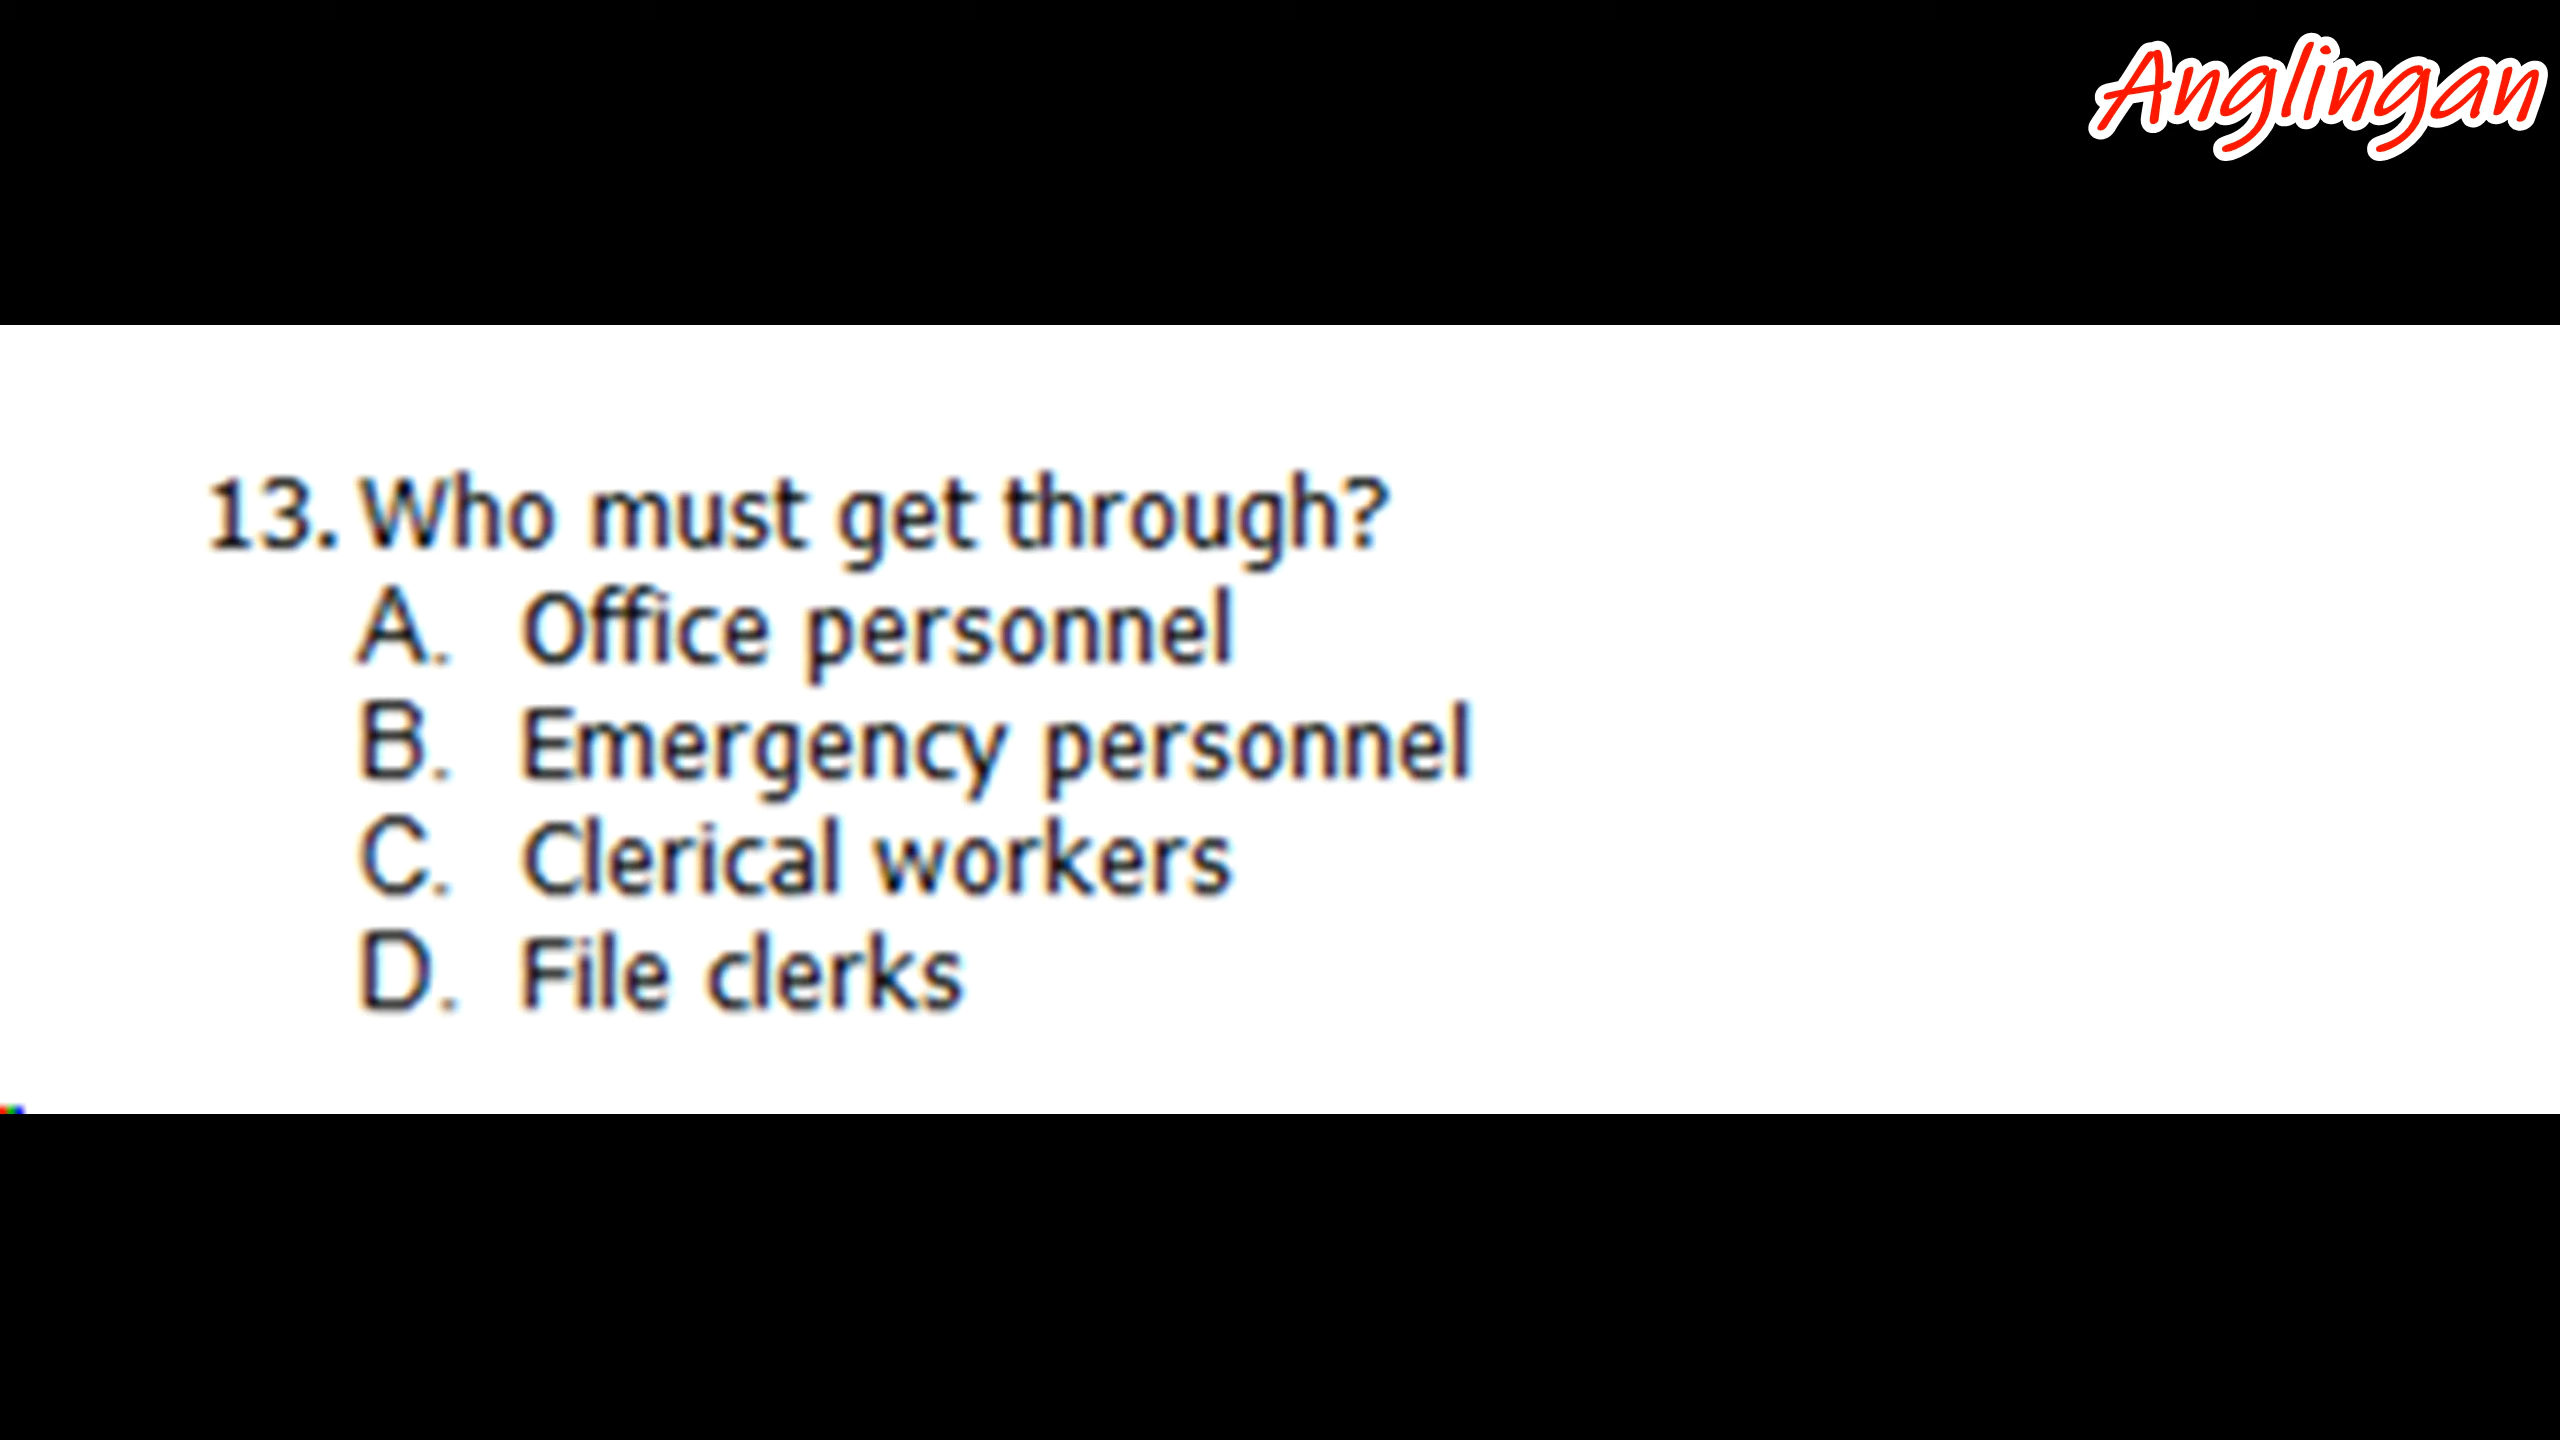 Anglingan
13. Who must get through?
A. Office personnel
B. Emergency personnel
C. Clerical workers
D. File clerks